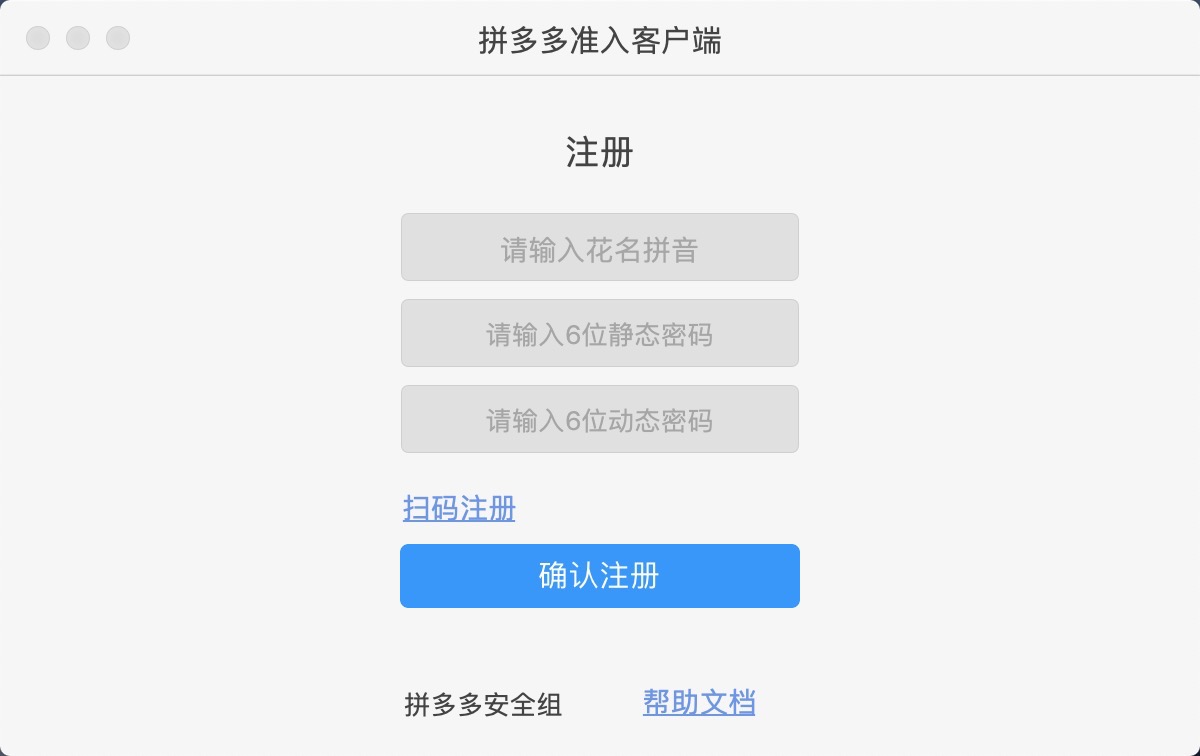 拼多多准入客户端
注册
请输入花名拼音
请输入6位静态密码
请输入6位动态密码
扫码注册
确认注册
拼多多安全组 帮助文档